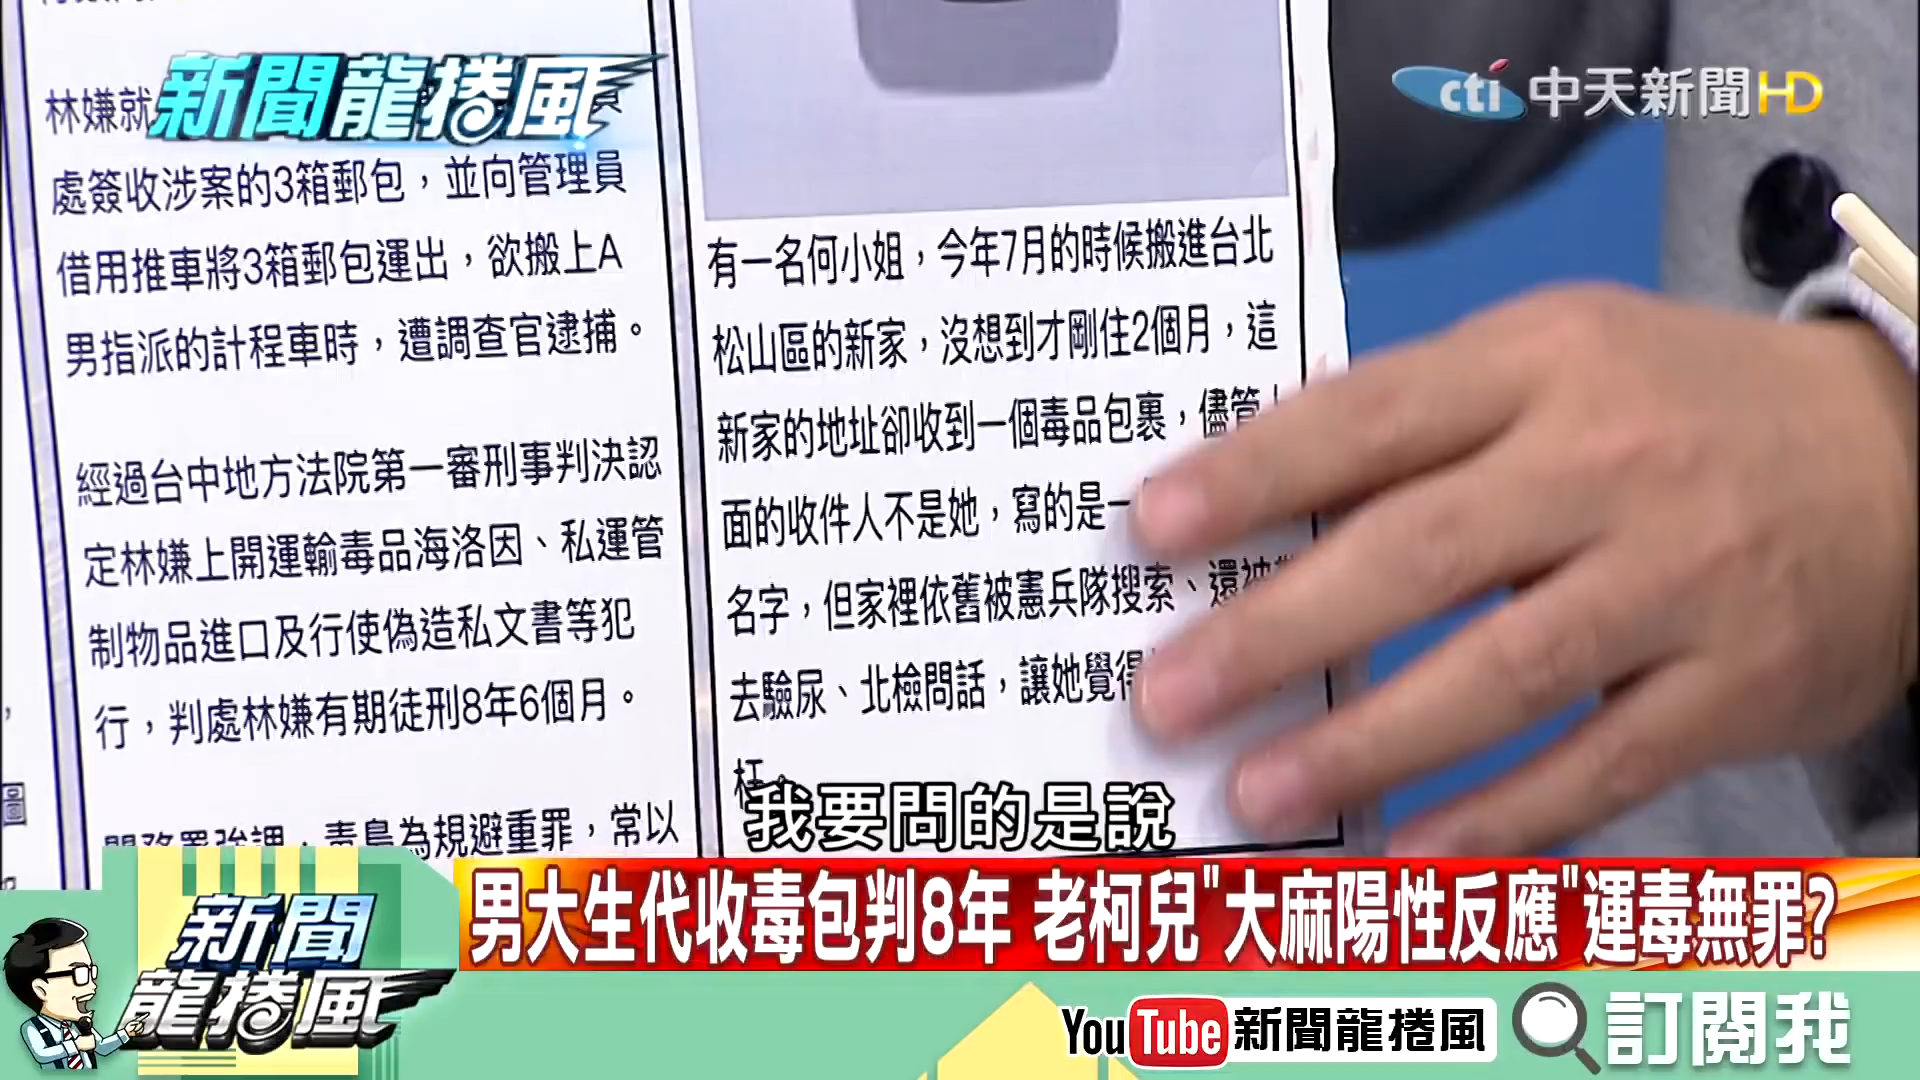 新聞龍捲風
cti 中天新聞HD
林嫌就
處簽收涉案的3箱郵包，並向管理員
借用推車將3箱郵包運出，欲搬上A
男指派的計程車時，遭調查官逮捕。
經過台中地方法院第一審刑事判決認
定林嫌上開運輸毒品海洛因、私運管
制物品進口及行使偽造私文書等犯
行，判處林嫌有期徒刑8年6個月。
為規避重罪，常以
圖
有一名何小姐，今年7月的時候搬進台北
松山區的新家，沒想到才剛住2個月，這
新家的地址卻收到一個毒品包裹，儘管
面的收件人不是她，寫的是一
名字，但家裡依舊被憲兵隊搜索、還被
去驗尿、北檢問話，讓她覺得
枉。
我要問的是說
男大生代收毒包判8年 老柯兒"大麻陽性反應"運毒無罪?
新聞龍捲風
YouTube 新聞龍捲風
訂閱我